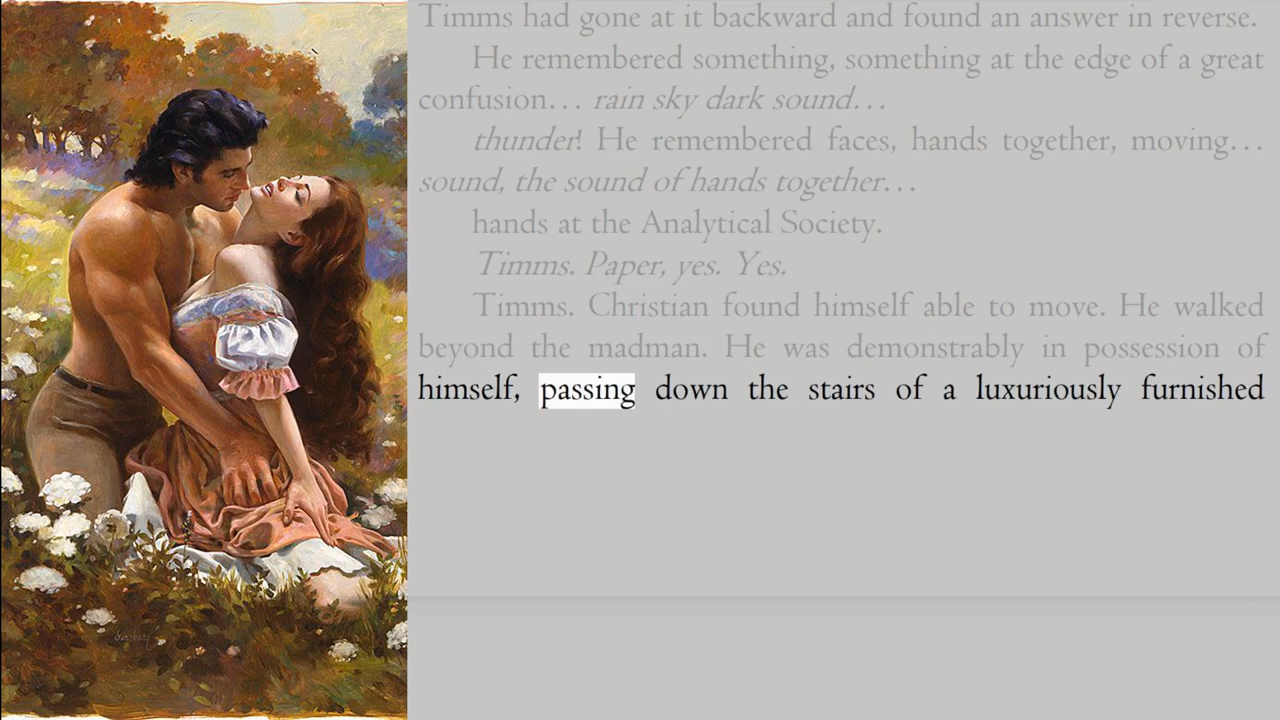 Timms had gone at it backward and found an answer in reverse.
He remembered something, something at the edge of a great
confusion… rain sky dark sound…
thunder! He remembered faces, hands together, moving…
sound, the sound of hands together…
hands at the Analytical Society.
Timms. Paper, yes. Yes.
Timms. Christian found himself able to move. He walked
beyond the madman. He was demonstrably in possession of
himself, passing down the stairs of a luxuriously furnished